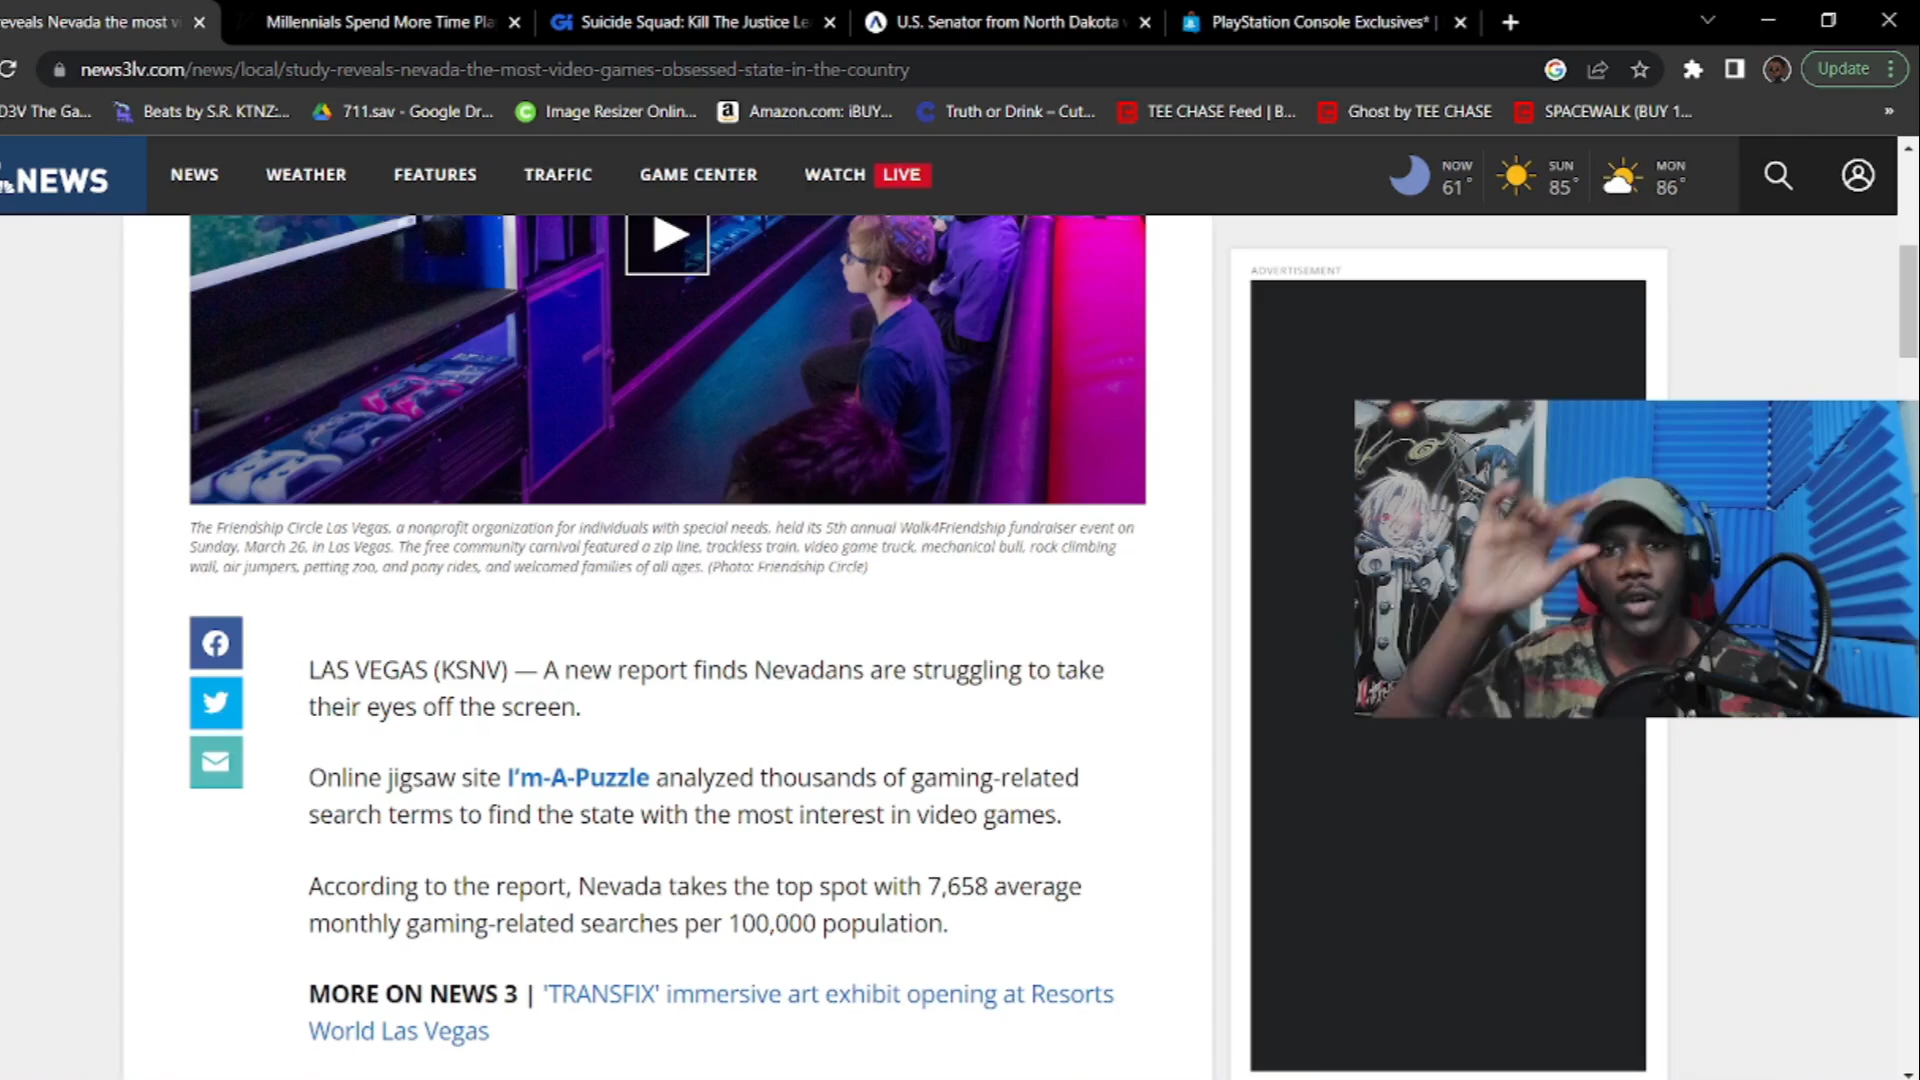 eveals Nevada the most vi
Millennials Spend More Time Pla
Suicide Squad: Kill The Justice Le
U.S. Senator from North Dakota
PlayStation Console Exclusives* |
news3lv.com/news/local/study-reveals-nevada-the-most-video-games-obsessed-state-in-the-country
Update
D3V The Ga...
Beats by S.R. KTNZ:...
711.sav - Google Dr...
Image Resizer Onlin...
Amazon.com: iBUY...
Truth or Drink – Cut...
TEE CHASE Feed | B...
Ghost by TEE CHASE
SPACEWALK (BUY 1...
NEWS
NEWS
WEATHER
FEATURES
TRAFFIC
GAME CENTER
WATCH LIVE
NOW
61°
SUN
85°
MON
86°
ADVERTISEMENT
The Friendship Circle Las Vegas, a nonprofit organization for individuals with special needs, held its 5th annual Walk4Friendship fundraiser event on
Sunday, March 26, in Las Vegas. The free community carnival featured a zip line, trackless train, video game truck, mechanical bull, rock climbing
wall, air jumpers, petting zoo, and pony rides, and welcomed families of all ages. (Photo: Friendship Circle)
LAS VEGAS (KSNV) — A new report finds Nevadans are struggling to take
their eyes off the screen.
Online jigsaw site I'm-A-Puzzle analyzed thousands of gaming-related
search terms to find the state with the most interest in video games.
According to the report, Nevada takes the top spot with 7,658 average
monthly gaming-related searches per 100,000 population.
MORE ON NEWS 3 | 'TRANSFIX' immersive art exhibit opening at Resorts
World Las Vegas